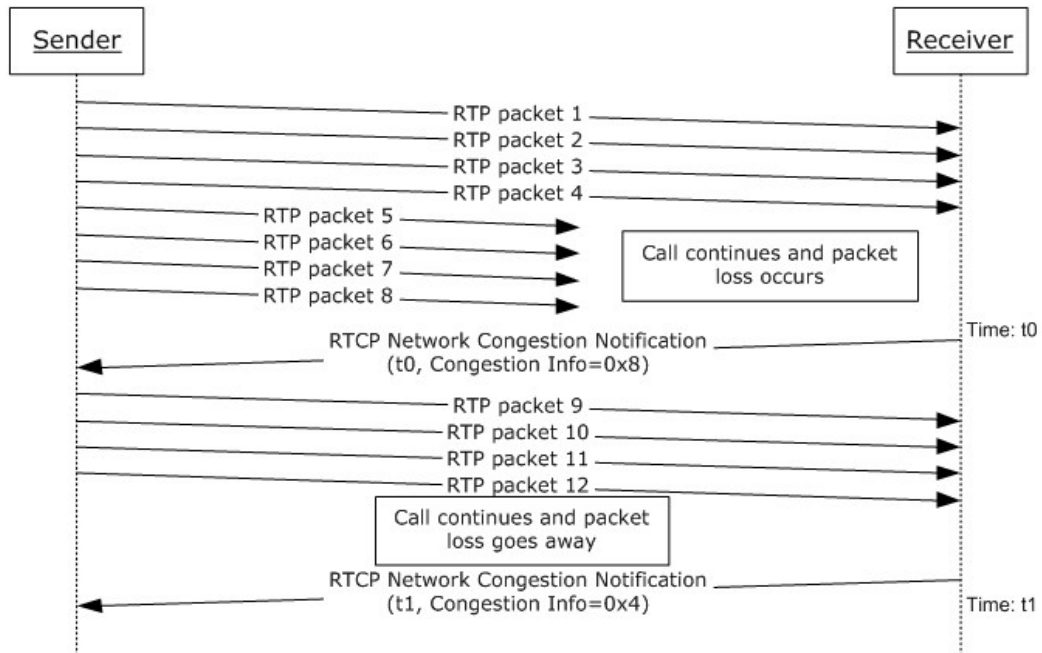 Sender
Receiver
RTP packet 1
RTP packet 2
RTP packet 3
RTP packet 4
RTP packet 5
RTP packet 6
RTP packet 7
RTP packet 8
Call continues and packet
loss occurs
Time: t0
RTCP Network Congestion Notification
(t0, Congestion Info=0x8)
RTP packet 9
RTP packet 10
RTP packet 11
RTP packet 12
Call continues and packet
loss goes away
RTCP Network Congestion Notification
(t1, Congestion Info=0x4)
Time: t1